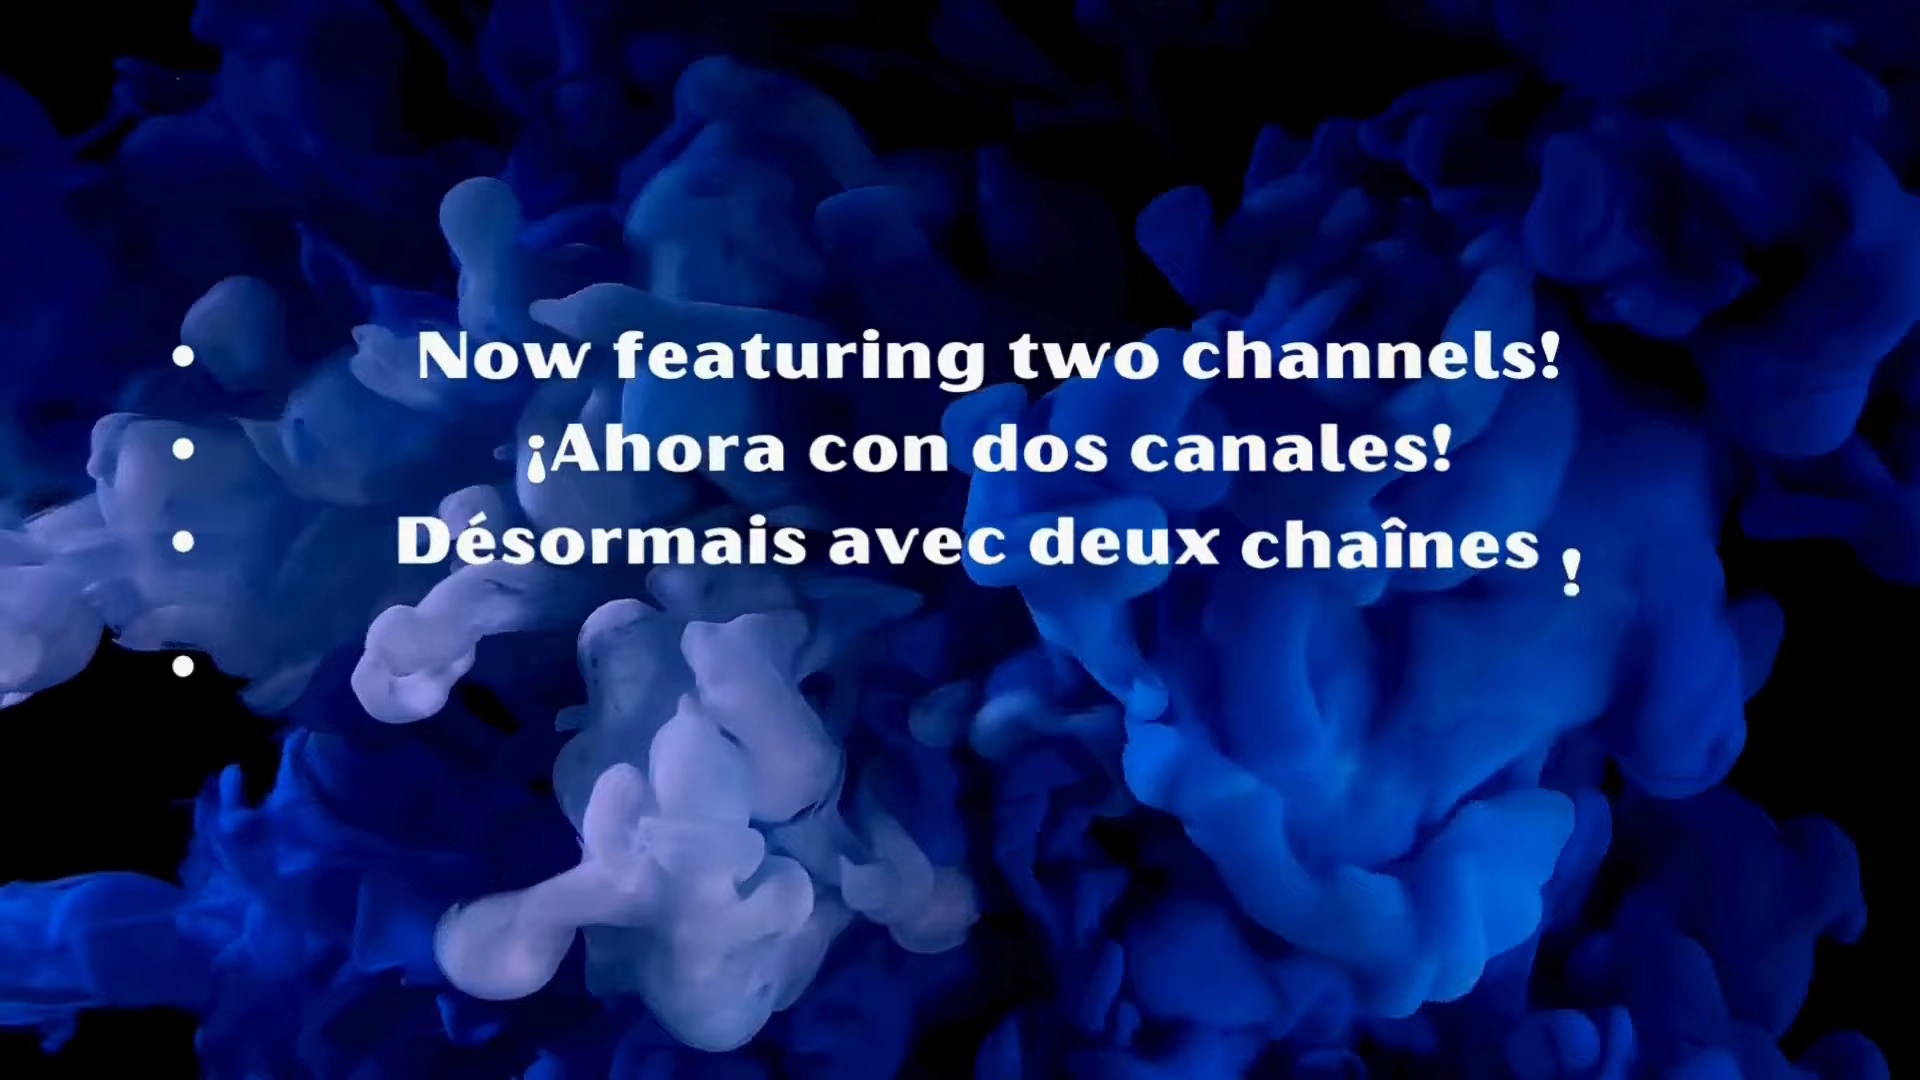 • Now featuring two channels!
• ¡Ahora con dos canales!
• Désormais avec deux chaînes !
•